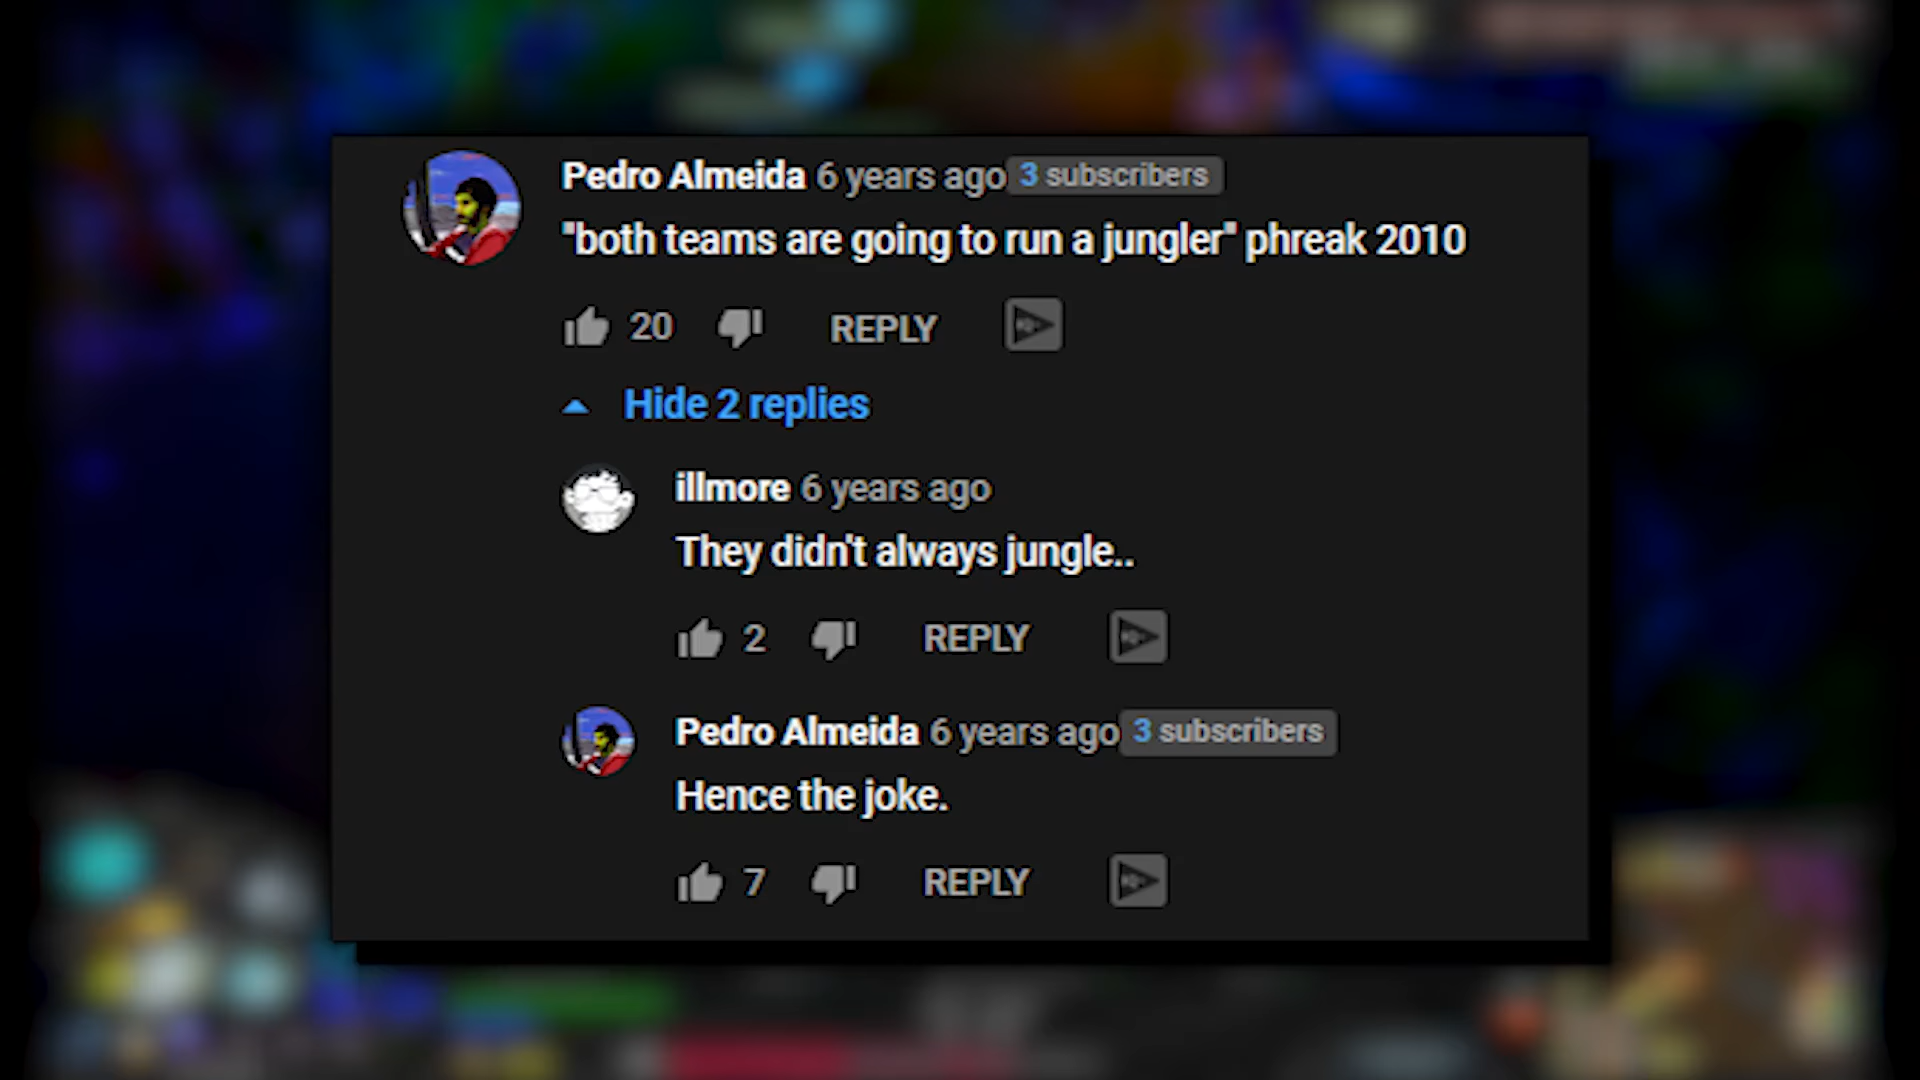 Pedro Almeida 6 years ago 3 subscribers
"both teams are going to run a jungler" phreak 2010
20 REPLY
Hide 2 replies
illmore 6 years ago
They didn't always jungle..
2 REPLY
Pedro Almeida 6 years ago 3 subscribers
Hence the joke.
7 REPLY